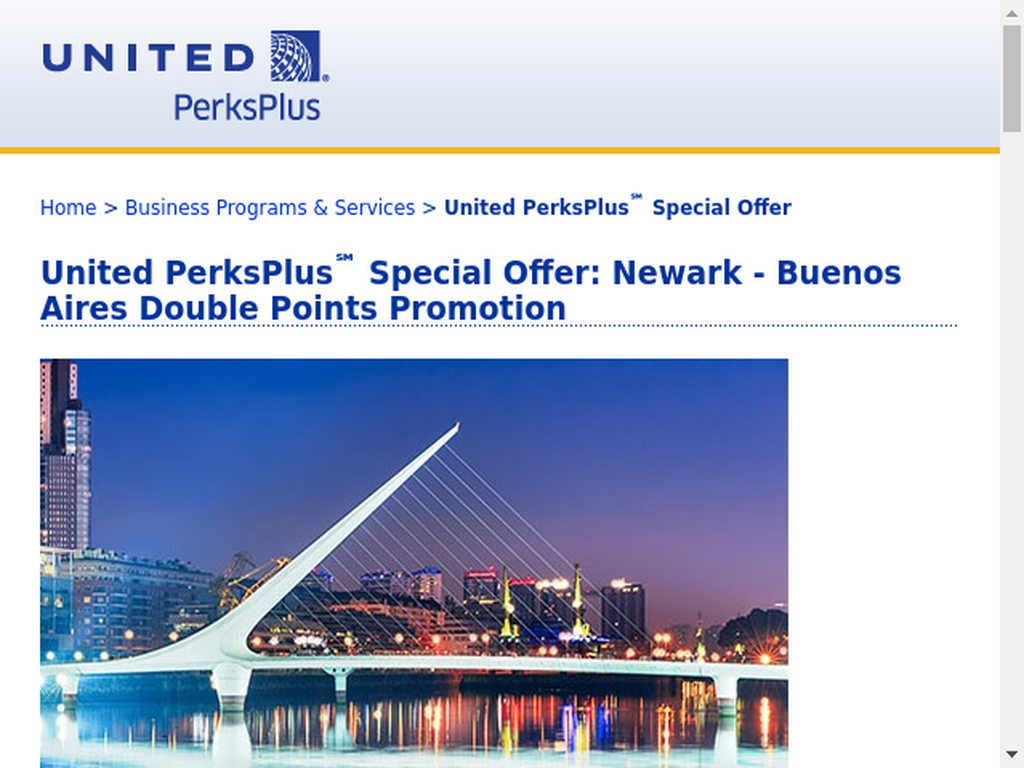 UNITED®
PerksPlus
Home > Business Programs & Services > United PerksPlus℠ Special Offer
United PerksPlus℠ Special Offer: Newark - Buenos
Aires Double Points Promotion